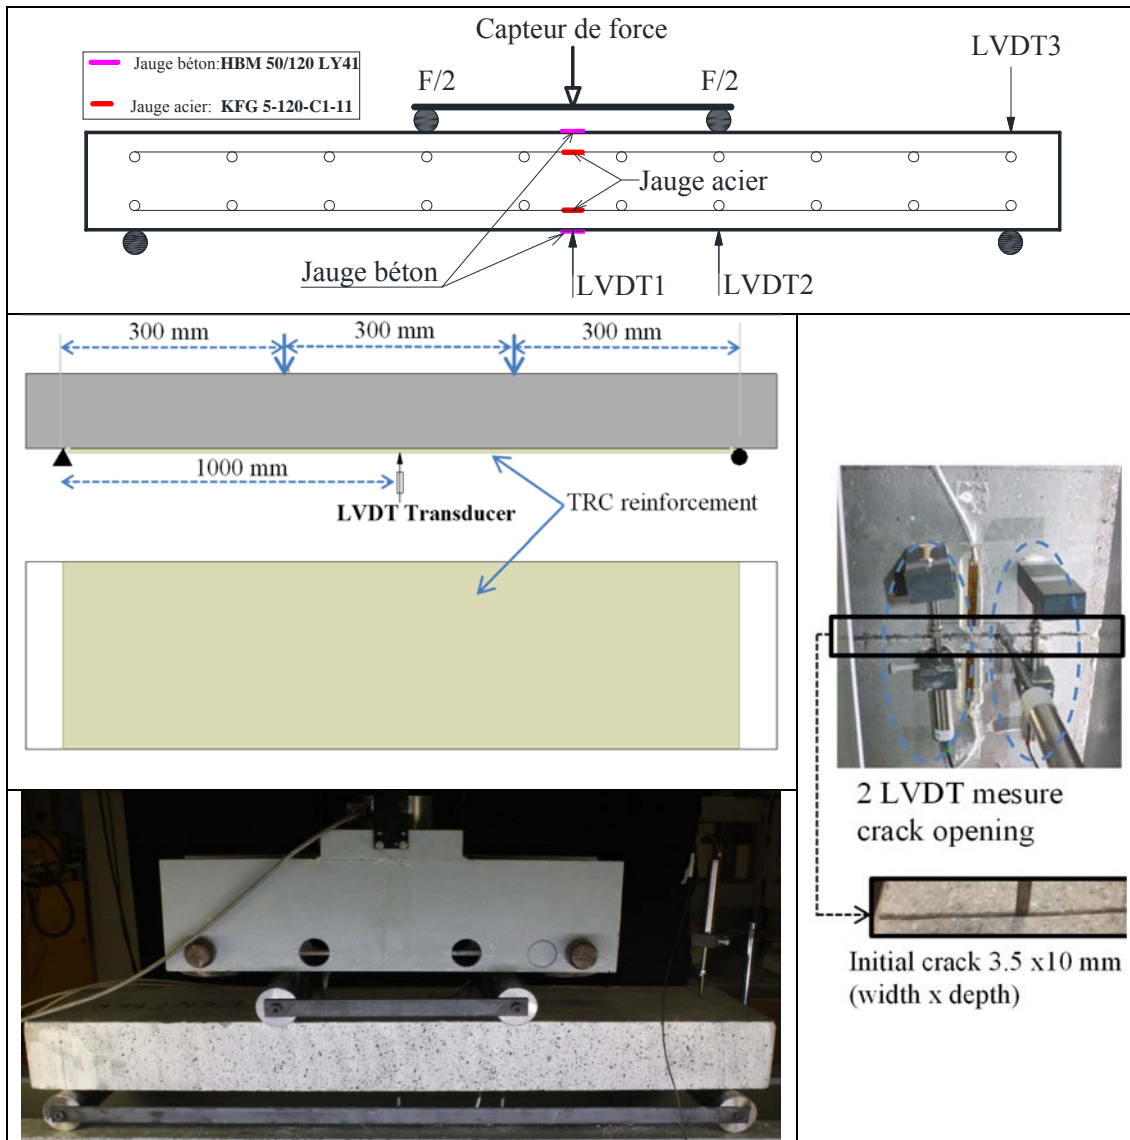 Capteur de force
LVDT3
Jauge béton:HBM 50/120 LY41
F/2
F/2
Jauge acier: KFG 5-120-C1-11
Jauge acier
Jauge béton
LVDT1
LVDT2
300 mm
300 mm
300 mm
1000 mm
TRC reinforcement
LVDT Transducer
2 LVDT mesure
crack opening
Initial crack 3.5 x10 mm
(width x depth)